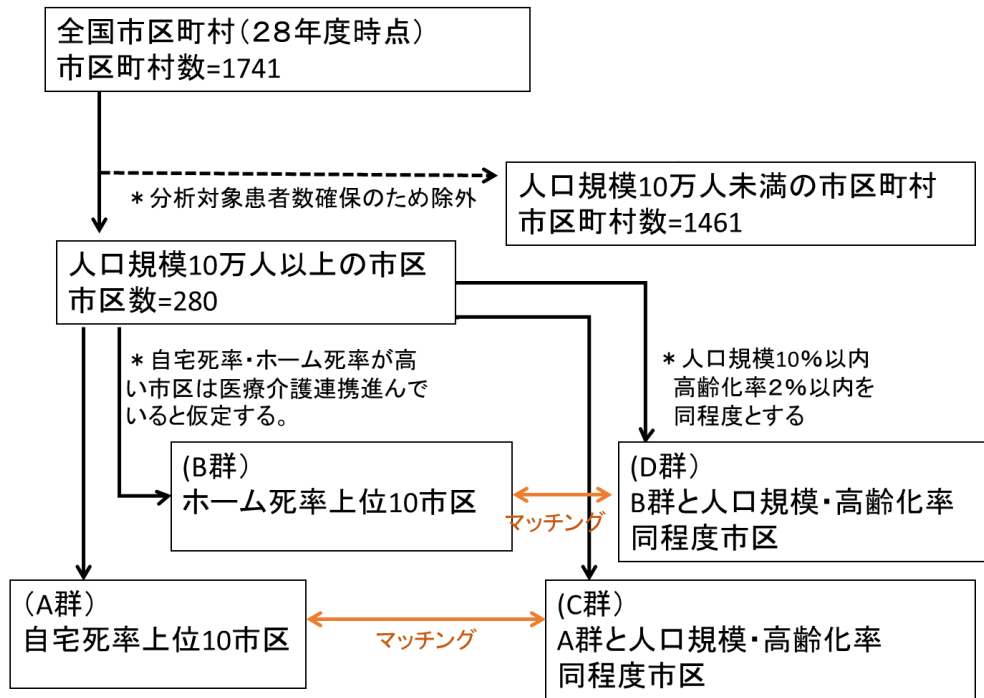 全国市区町村（２８年度時点）
市区町村数=1741
＊分析対象患者数確保のため除外
人口規模10万人未満の市区町村
市区町村数=1461
人口規模10万人以上の市区
市区数=280
＊自宅死率・ホーム死率が高
い市区は医療介護連携進んで
いると仮定する。
＊人口規模10％以内
高齢化率２％以内を
同程度とする
(B群）
ホーム死率上位10市区
マッチング
(D群）
B群と人口規模・高齢化率
同程度市区
（A群）
自宅死率上位10市区
マッチング
(C群）
A群と人口規模・高齢化率
同程度市区